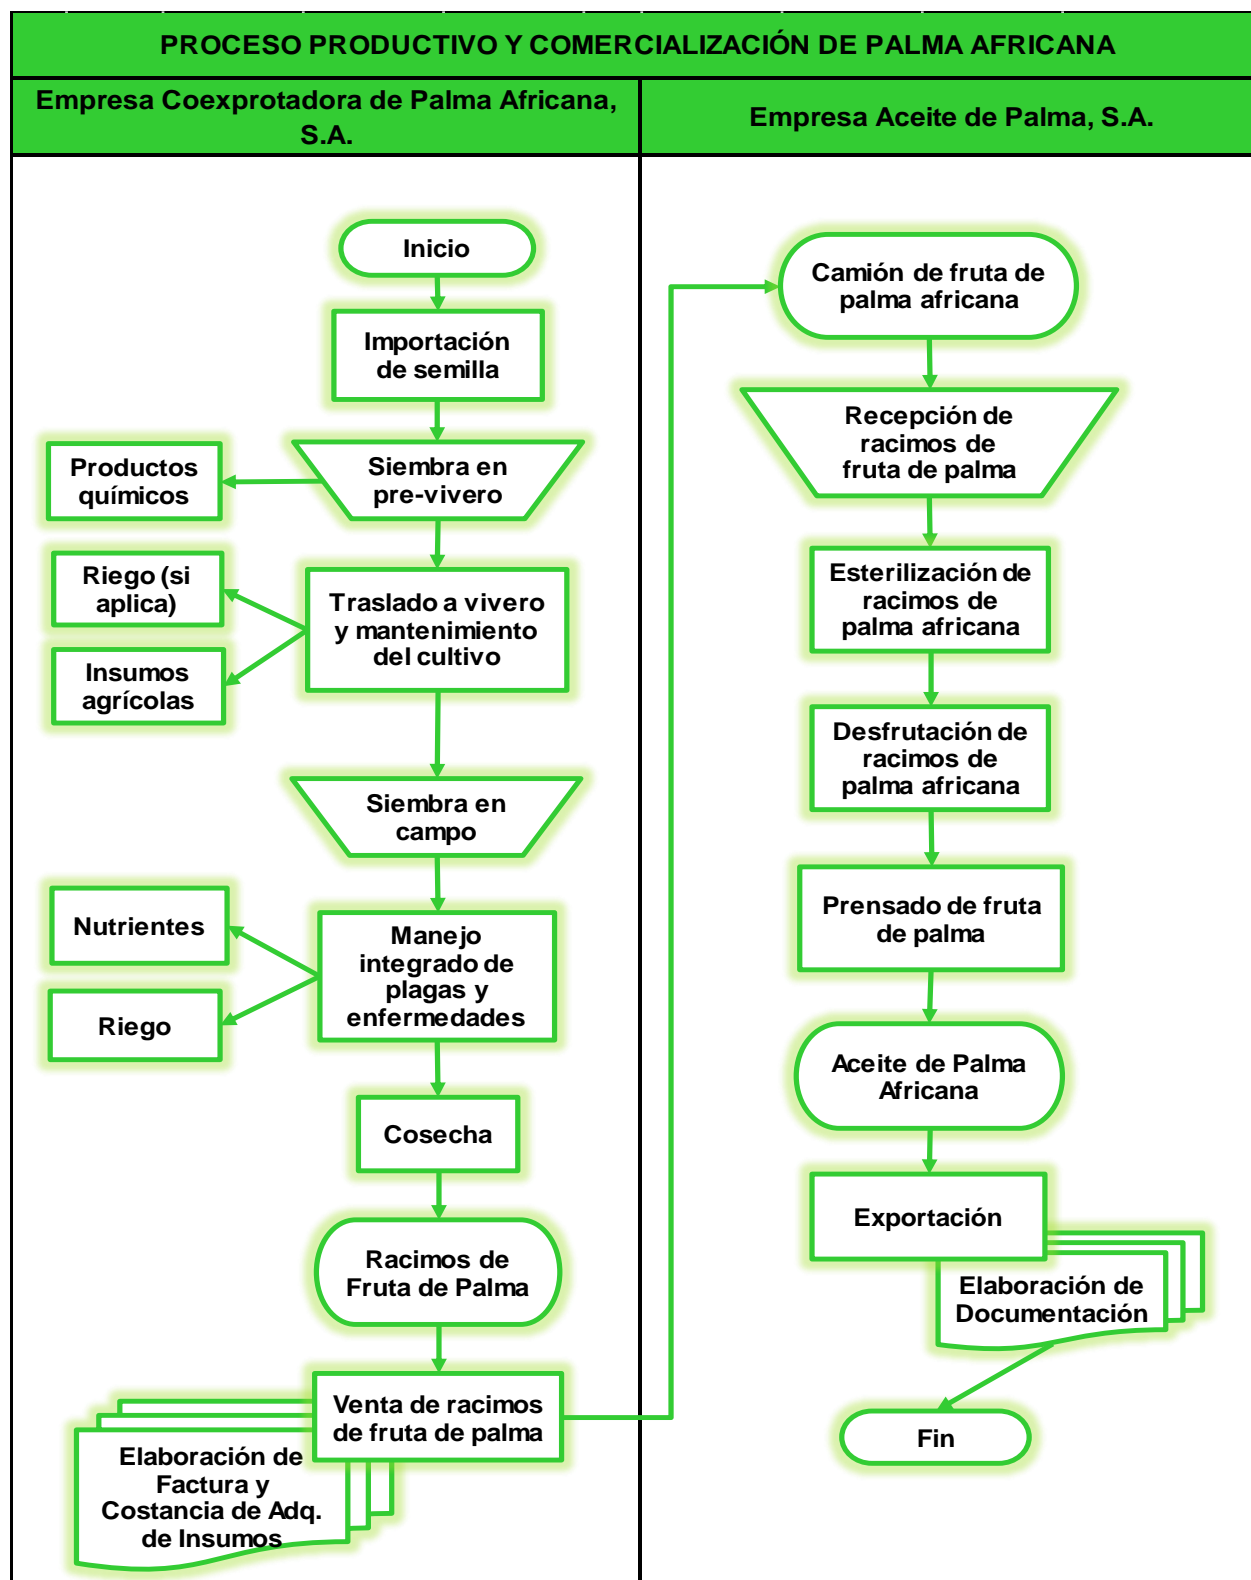 PROCESO PRODUCTIVO Y COMERCIALIZACIÓN DE PALMA AFRICANA
Empresa Coexprotadora de Palma Africana,
S.A.
Empresa Aceite de Palma, S.A.
Inicio
Importación
de semilla
Siembra en
pre-vivero
Productos
químicos
Traslado a vivero
y mantenimiento
del cultivo
Riego (si
aplica)
Insumos
agrícolas
Siembra en
campo
Manejo
integrado de
plagas y
enfermedades
Nutrientes
Riego
Cosecha
Racimos de
Fruta de Palma
Venta de racimos
de fruta de palma
Elaboración de
Factura y
Costancia de Adq.
de Insumos
Camión de fruta de
palma africana
Recepción de
racimos de
fruta de palma
Esterilización de
racimos de
palma africana
Desfrutación de
racimos de
palma africana
Prensado de fruta
de palma
Aceite de Palma
Africana
Exportación
Elaboración de
Documentación
Fin